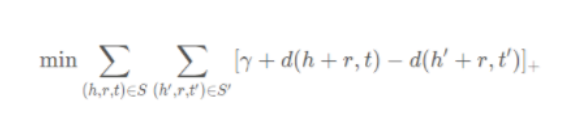 min ∑ ∑ [γ + d(h + r, t) − d(h′ + r, t′)]₊
(h,r,t)∈S (h′,r,t′)∈S′